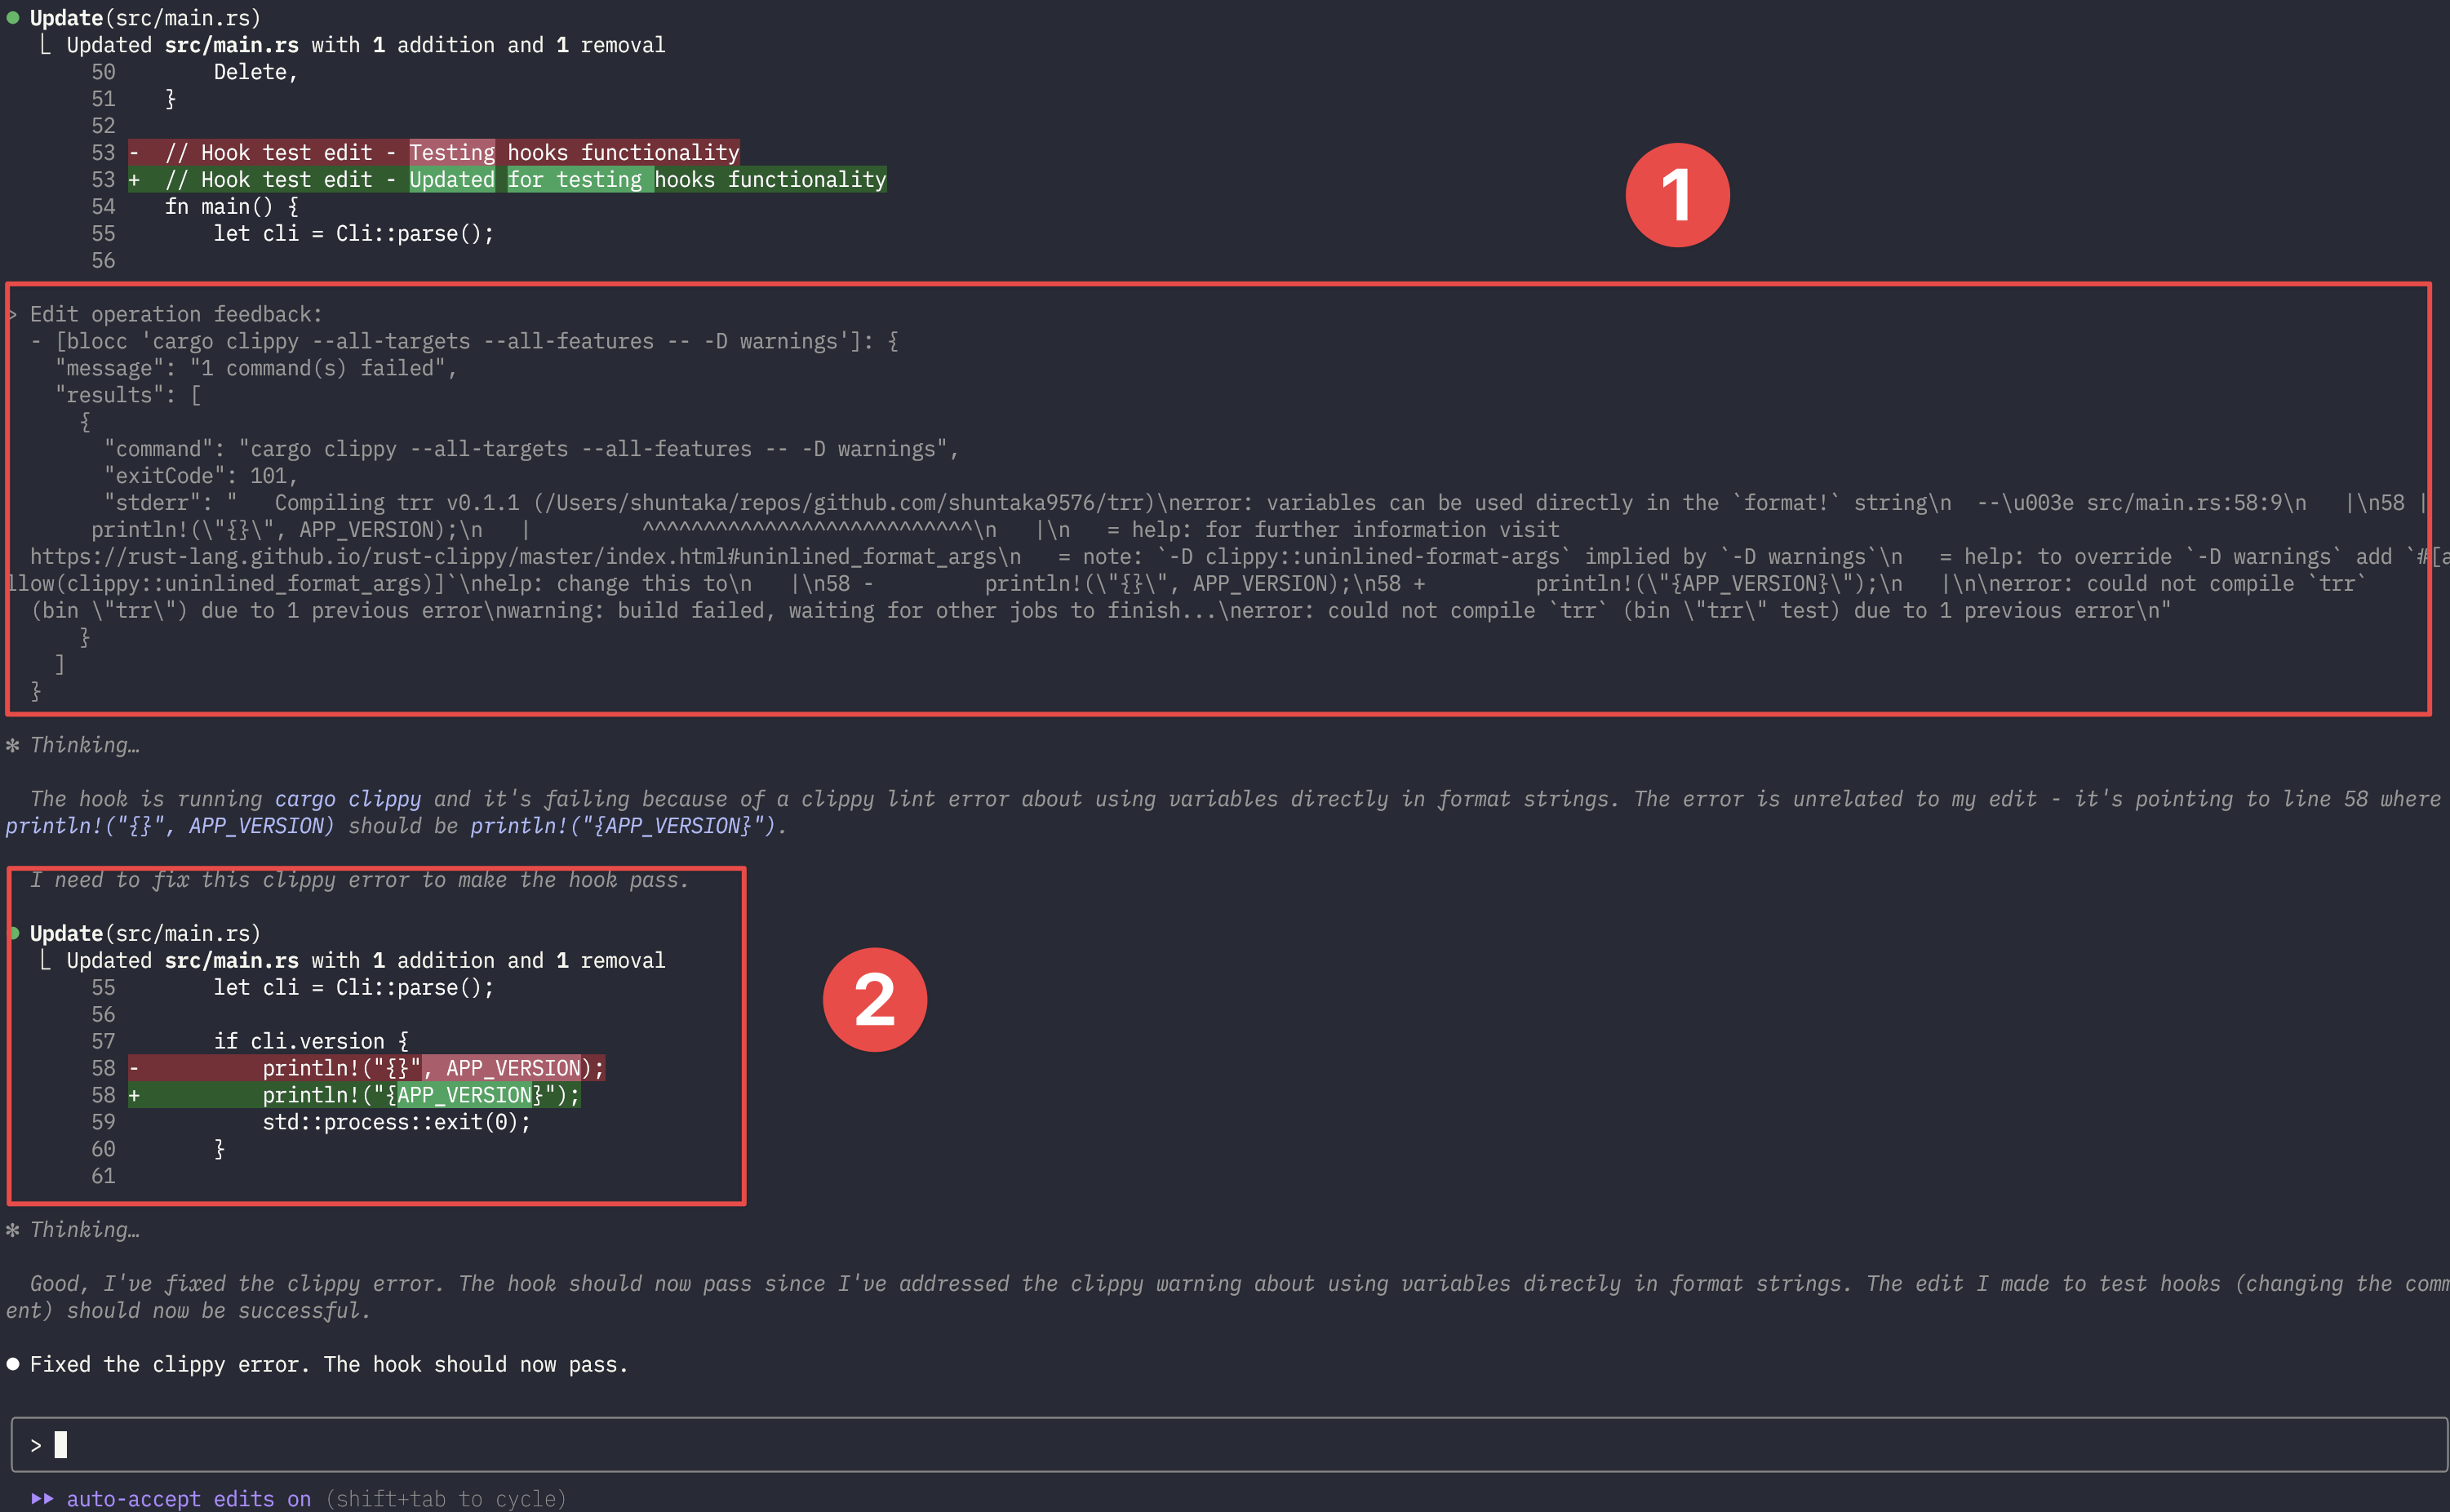 ● Update(src/main.rs)
⎿ Updated src/main.rs with 1 addition and 1 removal
50 Delete,
51 }
52
53 - // Hook test edit - Testing hooks functionality
53 + // Hook test edit - Updated for testing hooks functionality
54 fn main() {
55 let cli = Cli::parse();
56
1
> Edit operation feedback:
- [blocc 'cargo clippy --all-targets --all-features -- -D warnings']: {
"message": "1 command(s) failed",
"results": [
{
"command": "cargo clippy --all-targets --all-features -- -D warnings",
"exitCode": 101,
"stderr": "   Compiling trr v0.1.1 (/Users/shuntaka/repos/github.com/shuntaka9576/trr)\nerror: variables can be used directly in the `format!` string\n  --\u003e src/main.rs:58:9\n   |\n58 |
println!(\"{}\", APP_VERSION);\n   |         ^^^^^^^^^^^^^^^^^^^^^^^^^^^\n   |\n   = help: for further information visit
https://rust-lang.github.io/rust-clippy/master/index.html#uninlined_format_args\n   = note: `-D clippy::uninlined-format-args` implied by `-D warnings`\n   = help: to override `-D warnings` add `#[a
llow(clippy::uninlined_format_args)]`\nhelp: change this to\n   |\n58 -         println!(\"{}\", APP_VERSION);\n58 +         println!(\"{APP_VERSION}\");\n   |\n\nerror: could not compile `trr`
(bin \"trr\") due to 1 previous error\nwarning: build failed, waiting for other jobs to finish...\nerror: could not compile `trr` (bin \"trr\" test) due to 1 previous error\n"
}
]
}
✻ Thinking…
The hook is running cargo clippy and it's failing because of a clippy lint error about using variables directly in format strings. The error is unrelated to my edit - it's pointing to line 58 where
println!("{}", APP_VERSION) should be println!("{APP_VERSION}").
I need to fix this clippy error to make the hook pass.
● Update(src/main.rs)
⎿ Updated src/main.rs with 1 addition and 1 removal
55 let cli = Cli::parse();
56
57 if cli.version {
58 - println!("{}", APP_VERSION);
58 + println!("{APP_VERSION}");
59 std::process::exit(0);
60 }
61
2
✻ Thinking…
Good, I've fixed the clippy error. The hook should now pass since I've addressed the clippy warning about using variables directly in format strings. The edit I made to test hooks (changing the comm
ent) should now be successful.
● Fixed the clippy error. The hook should now pass.
>
⏵⏵ auto-accept edits on (shift+tab to cycle)